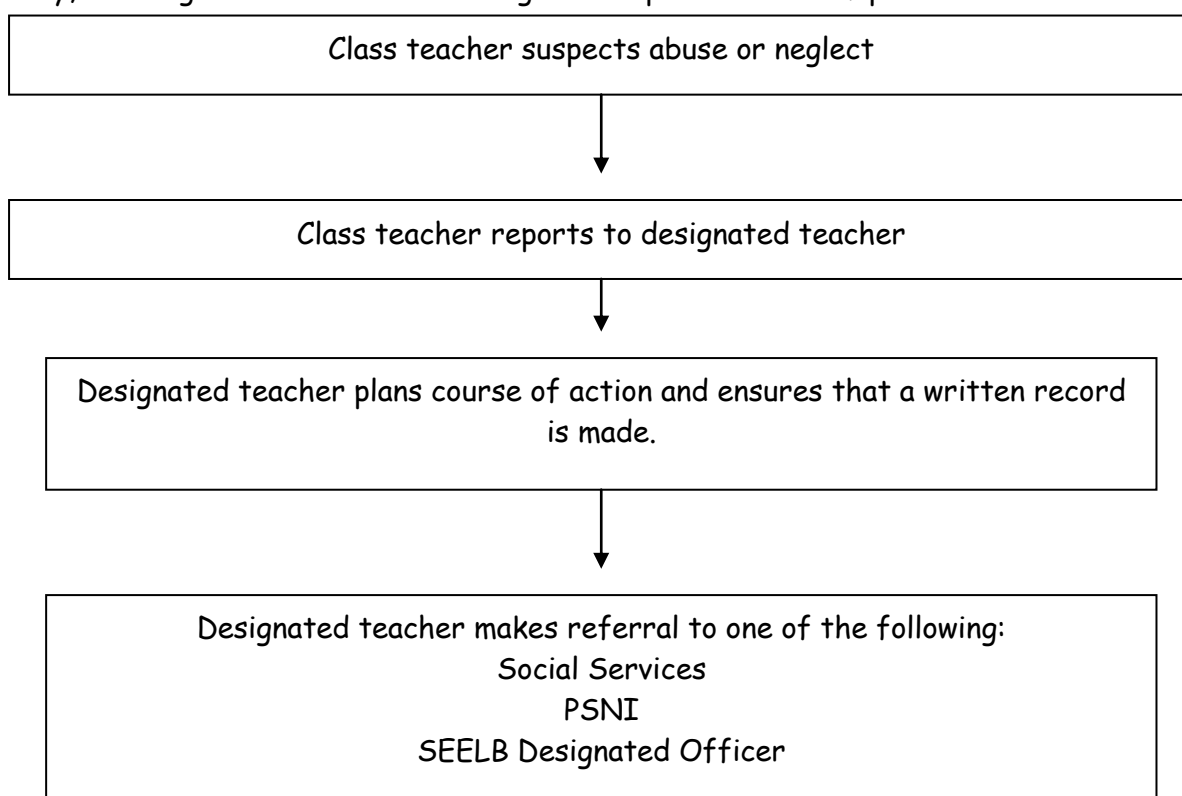 Class teacher suspects abuse or neglect
Class teacher reports to designated teacher
Designated teacher plans course of action and ensures that a written record
is made.
Designated teacher makes referral to one of the following:
Social Services
PSNI
SEELB Designated Officer